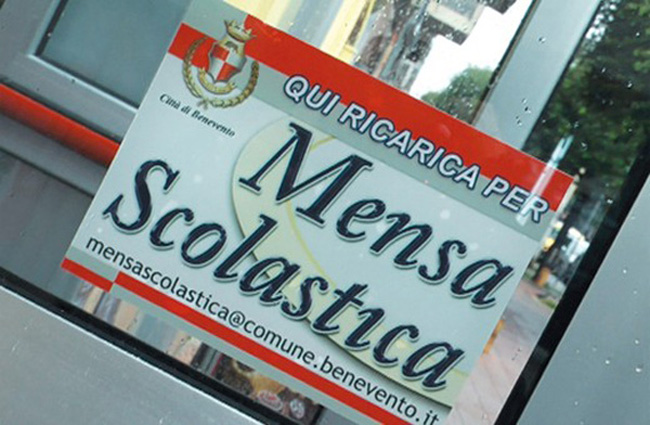 Città di Benevento
QUI RICARICA PER
Mensa
Scolastica
mensascolastica@comune.benevento.it